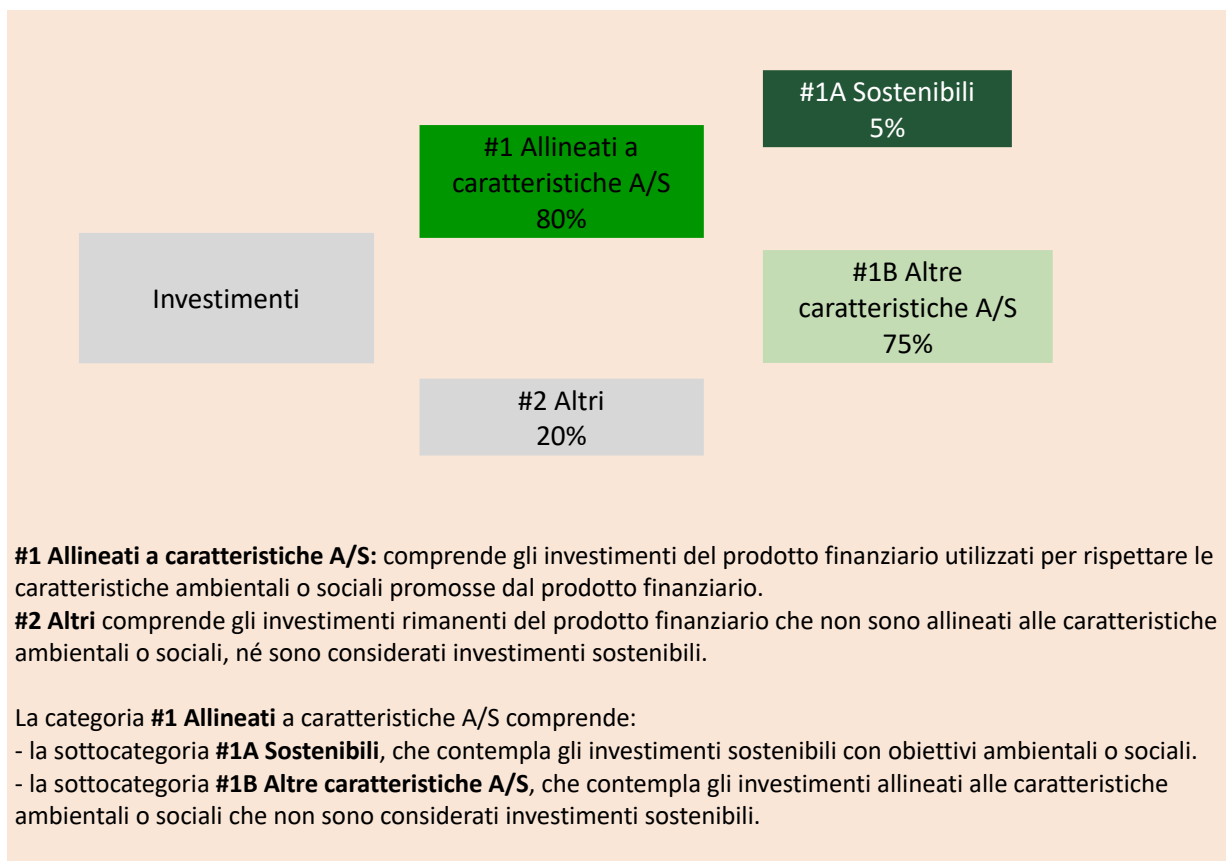 #1A Sostenibili
5%
#1 Allineati a
caratteristiche A/S
80%
#1B Altre
caratteristiche A/S
75%
Investimenti
#2 Altri
20%
#1 Allineati a caratteristiche A/S: comprende gli investimenti del prodotto finanziario utilizzati per rispettare le
caratteristiche ambientali o sociali promosse dal prodotto finanziario.
#2 Altri comprende gli investimenti rimanenti del prodotto finanziario che non sono allineati alle caratteristiche
ambientali o sociali, né sono considerati investimenti sostenibili.
La categoria #1 Allineati a caratteristiche A/S comprende:
- la sottocategoria #1A Sostenibili, che contempla gli investimenti sostenibili con obiettivi ambientali o sociali.
- la sottocategoria #1B Altre caratteristiche A/S, che contempla gli investimenti allineati alle caratteristiche
ambientali o sociali che non sono considerati investimenti sostenibili.